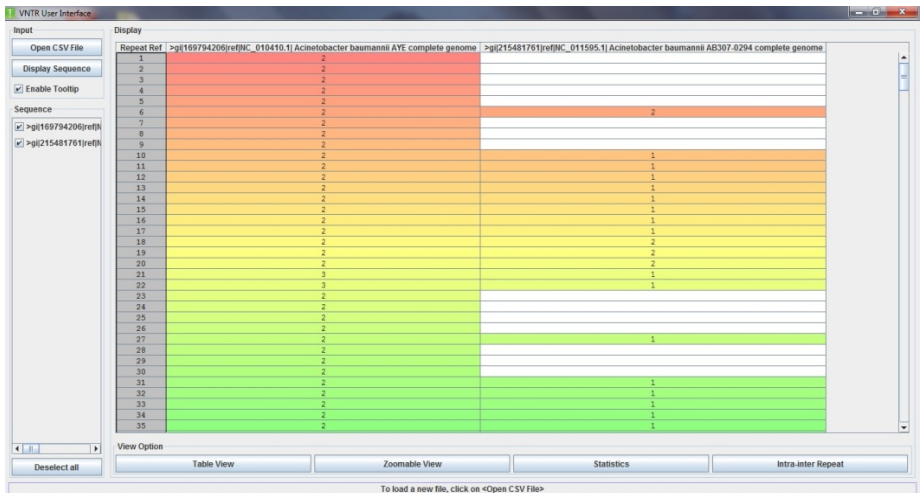 VNTR User Interface
Input
Open CSV File
Display Sequence
Enable Tooltip
Sequence
>gi|169794206|ref|N
>gi|215481761|ref|N
Deselect all
Display
Repeat Ref >gi|169794206|ref|NC_010410.1| Acinetobacter baumannii AYE complete genome >gi|215481761|ref|NC_011595.1| Acinetobacter baumannii AB307-0294 complete genome
1 2
2 2
3 2
4 2
5 2
6 2 2
7 2
8 2
9 2
10 2 1
11 2 1
12 2 1
13 2 1
14 2 1
15 2 1
16 2 1
17 2 1
18 2 2
19 2 2
20 2 2
21 3 1
22 3 1
23 2
24 2
25 2
26 2
27 2 1
28 2
29 2
30 2
31 2 1
32 2 1
33 2 1
34 2 1
35 2 1
View Option
Table View Zoomable View Statistics Intra-inter Repeat
To load a new file, click on <Open CSV File>